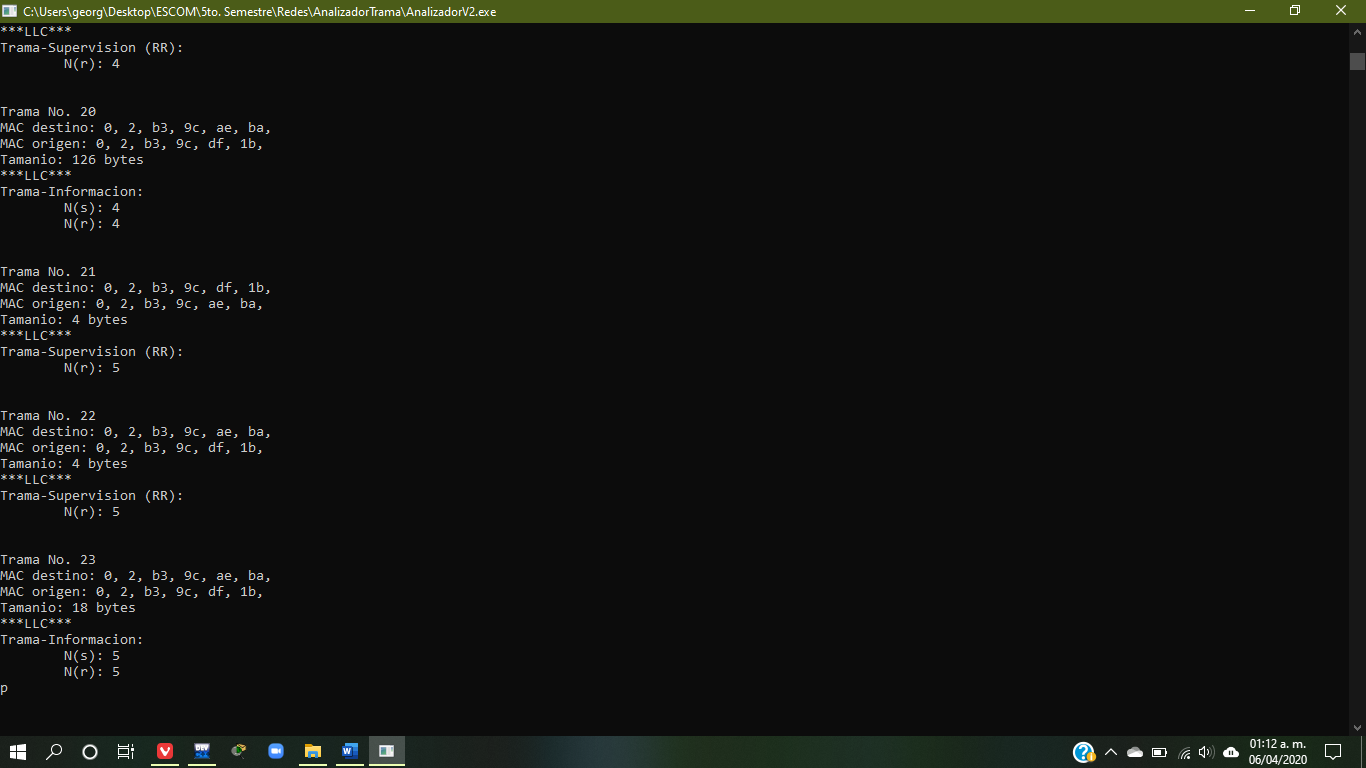 C:\Users\georg\Desktop\ESCOM\5to. Semestre\Redes\AnalizadorTrama\AnalizadorV2.exe
***LLC***
Trama-Supervision (RR):
N(r): 4
Trama No. 20
MAC destino: 0, 2, b3, 9c, ae, ba,
MAC origen: 0, 2, b3, 9c, df, 1b,
Tamanio: 126 bytes
***LLC***
Trama-Informacion:
N(s): 4
N(r): 4
Trama No. 21
MAC destino: 0, 2, b3, 9c, df, 1b,
MAC origen: 0, 2, b3, 9c, ae, ba,
Tamanio: 4 bytes
***LLC***
Trama-Supervision (RR):
N(r): 5
Trama No. 22
MAC destino: 0, 2, b3, 9c, ae, ba,
MAC origen: 0, 2, b3, 9c, df, 1b,
Tamanio: 4 bytes
***LLC***
Trama-Supervision (RR):
N(r): 5
Trama No. 23
MAC destino: 0, 2, b3, 9c, ae, ba,
MAC origen: 0, 2, b3, 9c, df, 1b,
Tamanio: 18 bytes
***LLC***
Trama-Informacion:
N(s): 5
N(r): 5
p
DEV
W
?
01:12 a. m.
06/04/2020